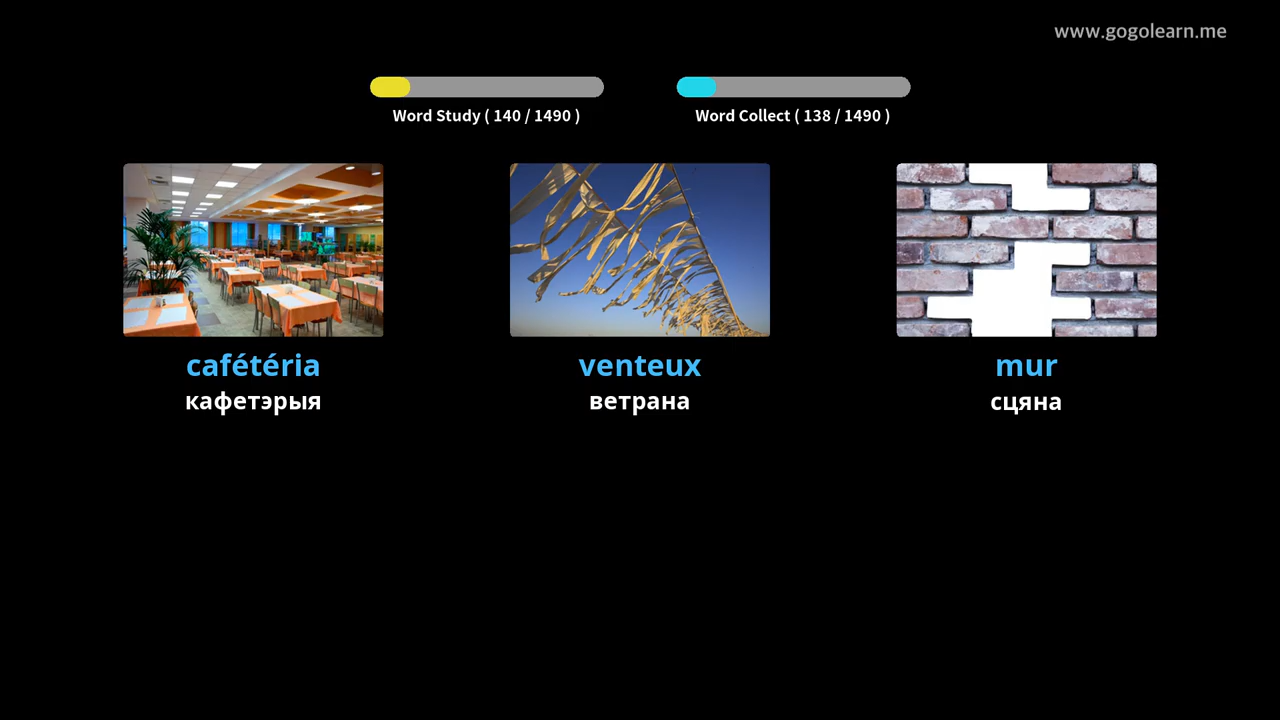 www.gogolearn.me
Word Study ( 140 / 1490 )
Word Collect ( 138 / 1490 )
cafétéria
кафетэрыя
venteux
ветрана
mur
сцяна